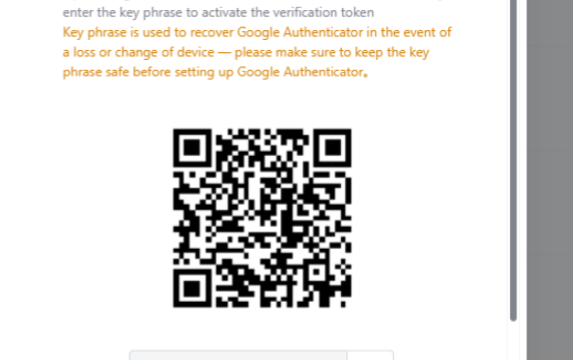 enter the key phrase to activate the verification token
Key phrase is used to recover Google Authenticator in the event of
a loss or change of device — please make sure to keep the key
phrase safe before setting up Google Authenticator.